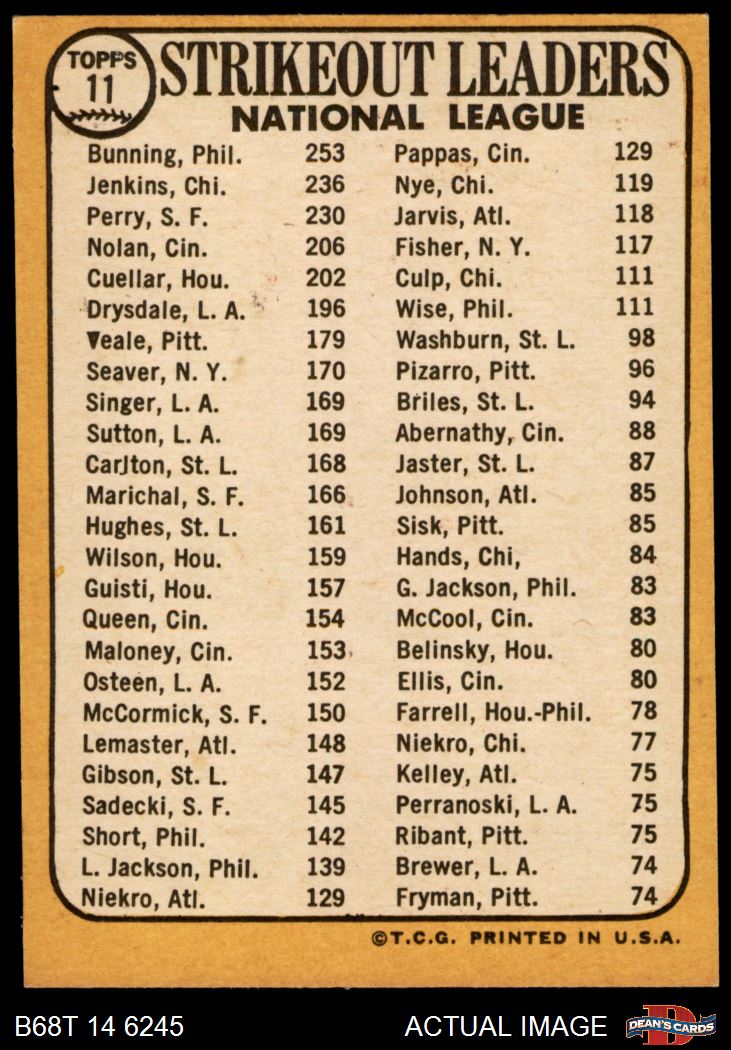 TOPPS
11
STRIKEOUT LEADERS
NATIONAL LEAGUE
Bunning, Phil. 253
Jenkins, Chi. 236
Perry, S. F. 230
Nolan, Cin. 206
Cuellar, Hou. 202
Drysdale, L. A. 196
Veale, Pitt. 179
Seaver, N. Y. 170
Singer, L. A. 169
Sutton, L. A. 169
Carlton, St. L. 168
Marichal, S. F. 166
Hughes, St. L. 161
Wilson, Hou. 159
Guisti, Hou. 157
Queen, Cin. 154
Maloney, Cin. 153
Osteen, L. A. 152
McCormick, S. F. 150
Lemaster, Atl. 148
Gibson, St. L. 147
Sadecki, S. F. 145
Short, Phil. 142
L. Jackson, Phil. 139
Niekro, Atl. 129
Pappas, Cin. 129
Nye, Chi. 119
Jarvis, Atl. 118
Fisher, N. Y. 117
Culp, Chi. 111
Wise, Phil. 111
Washburn, St. L. 98
Pizarro, Pitt. 96
Briles, St. L. 94
Abernathy, Cin. 88
Jaster, St. L. 87
Johnson, Atl. 85
Sisk, Pitt. 85
Hands, Chi, 84
G. Jackson, Phil. 83
McCool, Cin. 83
Belinsky, Hou. 80
Ellis, Cin. 80
Farrell, Hou.-Phil. 78
Niekro, Chi. 77
Kelley, Atl. 75
Perranoski, L. A. 75
Ribant, Pitt. 75
Brewer, L. A. 74
Fryman, Pitt. 74
©T.C.G. PRINTED IN U.S.A.
B68T 14 6245
ACTUAL IMAGE
D
DEAN'S CARDS